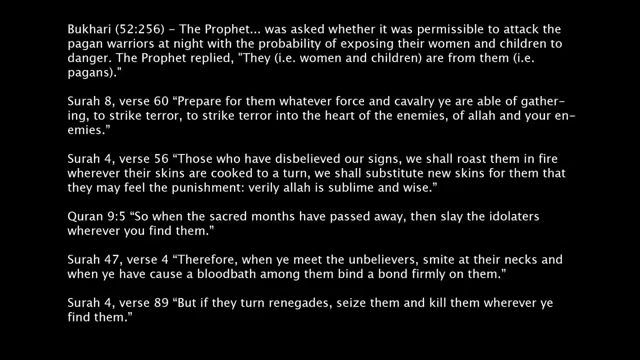 Bukhari (52:256) - The Prophet... was asked whether it was permissible to attack the
pagan warriors at night with the probability of exposing their women and children to
danger. The Prophet replied, "They (i.e. women and children) are from them (i.e.
pagans)."
Surah 8, verse 60 “Prepare for them whatever force and cavalry ye are able of gather-
ing, to strike terror, to strike terror into the heart of the enemies, of allah and your en-
emies.”
Surah 4, verse 56 “Those who have disbelieved our signs, we shall roast them in fire
wherever their skins are cooked to a turn, we shall substitute new skins for them that
they may feel the punishment: verily allah is sublime and wise.”
Quran 9:5 “So when the sacred months have passed away, then slay the idolaters
wherever you find them.”
Surah 47, verse 4 “Therefore, when ye meet the unbelievers, smite at their necks and
when ye have cause a bloodbath among them bind a bond firmly on them.”
Surah 4, verse 89 “But if they turn renegades, seize them and kill them wherever ye
find them.”